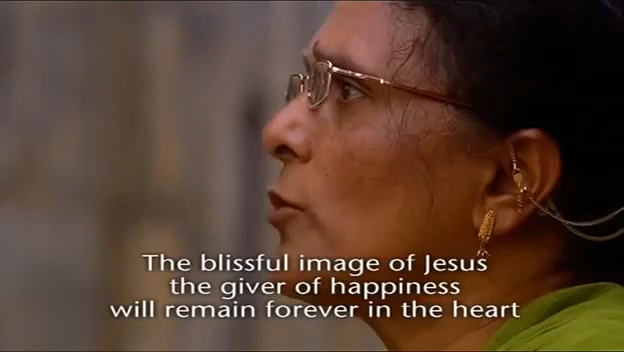 The blissful image of Jesus
the giver of happiness
will remain forever in the heart